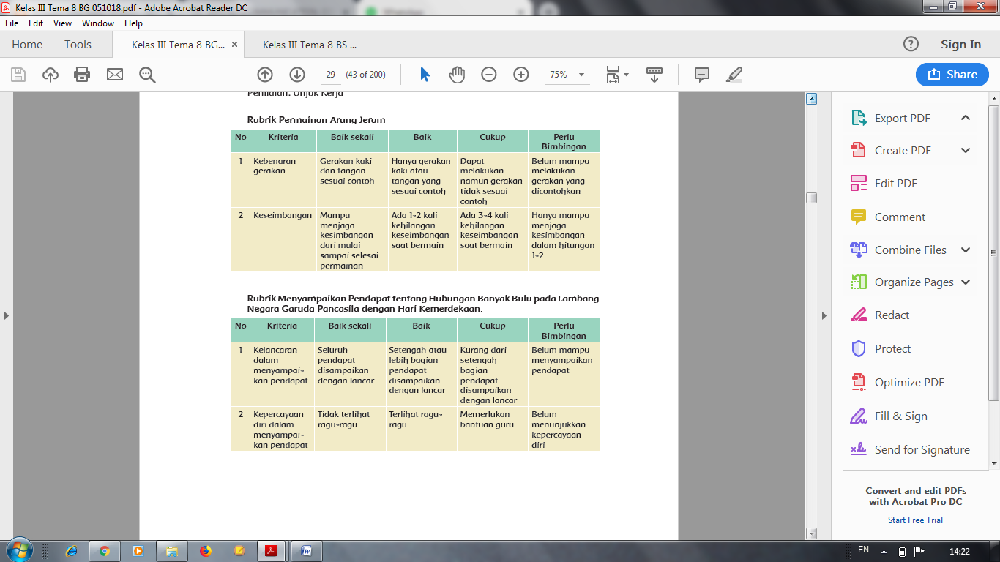 Kelas III Tema 8 BG 051018.pdf - Adobe Acrobat Reader DC
File Edit View Window Help
Home Tools Kelas III Tema 8 BG... × Kelas III Tema 8 BS ... Sign In
29 (43 of 200) 75% Share
Penilaian: Unjuk Kerja
Rubrik Permainan Arung Jeram
No Kriteria Baik sekali Baik Cukup Perlu
Bimbingan
1 Kebenaran Gerakan kaki Hanya gerakan Dapat Belum mampu
gerakan dan tangan kaki atau melakukan melakukan
sesuai contoh tangan yang namun gerakan gerakan yang
sesuai contoh tidak sesuai dicontohkan
contoh
2 Keseimbangan Mampu Ada 1-2 kali Ada 3-4 kali Hanya mampu
menjaga kehilangan kehilangan menjaga
kesimbangan keseimbangan keseimbangan kesimbangan
dari mulai saat bermain saat bermain dalam hitungan
sampai selesai 1-2
permainan
Rubrik Menyampaikan Pendapat tentang Hubungan Banyak Bulu pada Lambang
Negara Garuda Pancasila dengan Hari Kemerdekaan.
No Kriteria Baik sekali Baik Cukup Perlu
Bimbingan
1 Kelancaran Seluruh Setengah atau Kurang dari Belum mampu
dalam pendapat lebih bagian setengah menyampaikan
menyampai- disampaikan pendapat bagian pendapat
kan pendapat dengan lancar disampaikan pendapat
dengan lancar disampaikan
dengan lancar
2 Kepercayaan Tidak terlihat Terlihat ragu- Memerlukan Belum
diri dalam ragu-ragu ragu bantuan guru menunjukkan
menyampai- kepercayaan
kan pendapat diri
Export PDF
Create PDF
Edit PDF
Comment
Combine Files
Organize Pages
Redact
Protect
Optimize PDF
Fill & Sign
Send for Signature
Convert and edit PDFs
with Acrobat Pro DC
Start Free Trial
EN 14:22